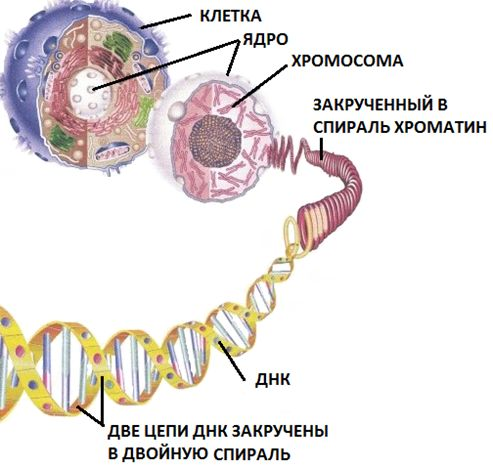 КЛЕТКА
ЯДРО
ХРОМОСОМА
ЗАКРУЧЕННЫЙ В
СПИРАЛЬ ХРОМАТИН
ДНК
ДВЕ ЦЕПИ ДНК ЗАКРУЧЕНЫ
В ДВОЙНУЮ СПИРАЛЬ